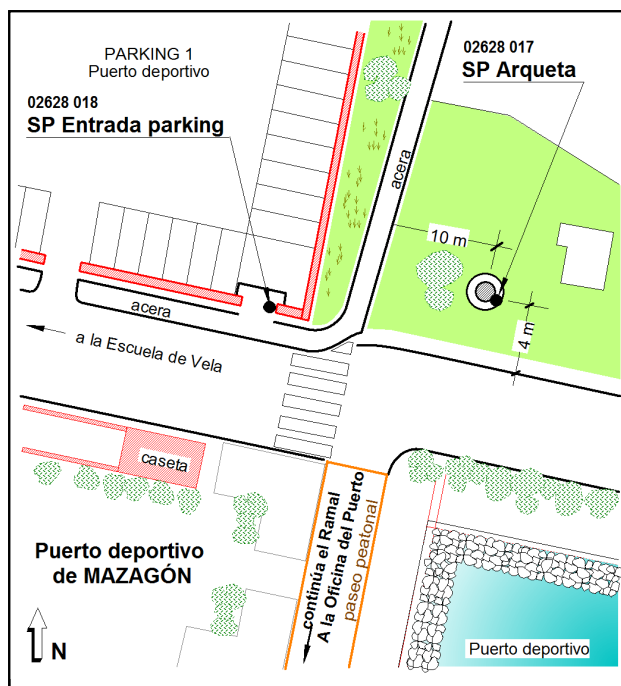 PARKING 1
Puerto deportivo
02628 018
SP Entrada parking
02628 017
SP Arqueta
acera
10 m
4 m
acera
a la Escuela de Vela
caseta
continúa el Ramal
A la Oficina del Puerto
paseo peatonal
Puerto deportivo
de MAZAGÓN
N
Puerto deportivo